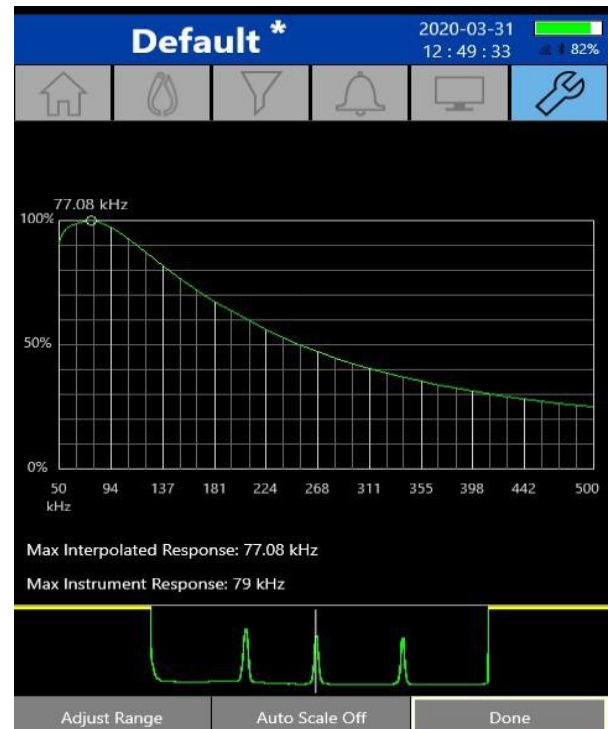 Default *
2020-03-31
12 : 49 : 33
82%
77.08 kHz
100%
50%
0%
50 94 137 181 224 268 311 355 398 442 500
kHz
Max Interpolated Response: 77.08 kHz
Max Instrument Response: 79 kHz
Adjust Range Auto Scale Off Done